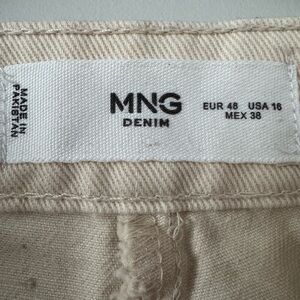 MADE IN
PAKISTAN
MNG
DENIM
EUR 48 USA 16
MEX 38